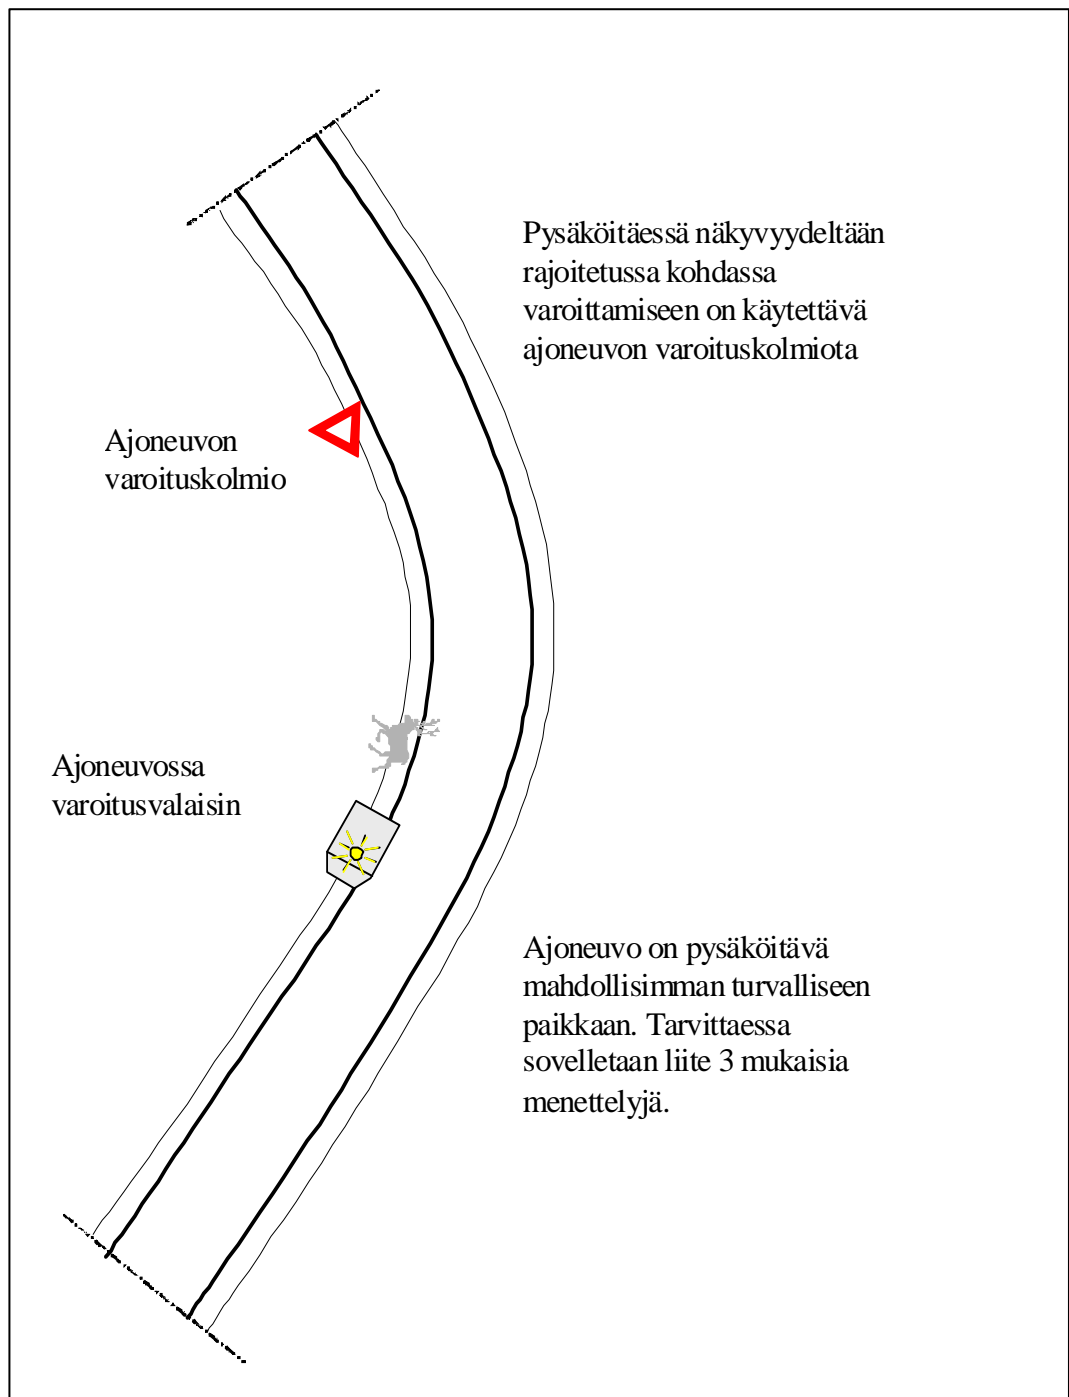 Pysäköitäessä näkyvyydeltään
rajoitetussa kohdassa
varoittamiseen on käytettävä
ajoneuvon varoituskolmiota
Ajoneuvon
varoituskolmio
Ajoneuvossa
varoitusvalaisin
Ajoneuvo on pysäköitävä
mahdollisimman turvalliseen
paikkaan. Tarvittaessa
sovelletaan liite 3 mukaisia
menettelyjä.